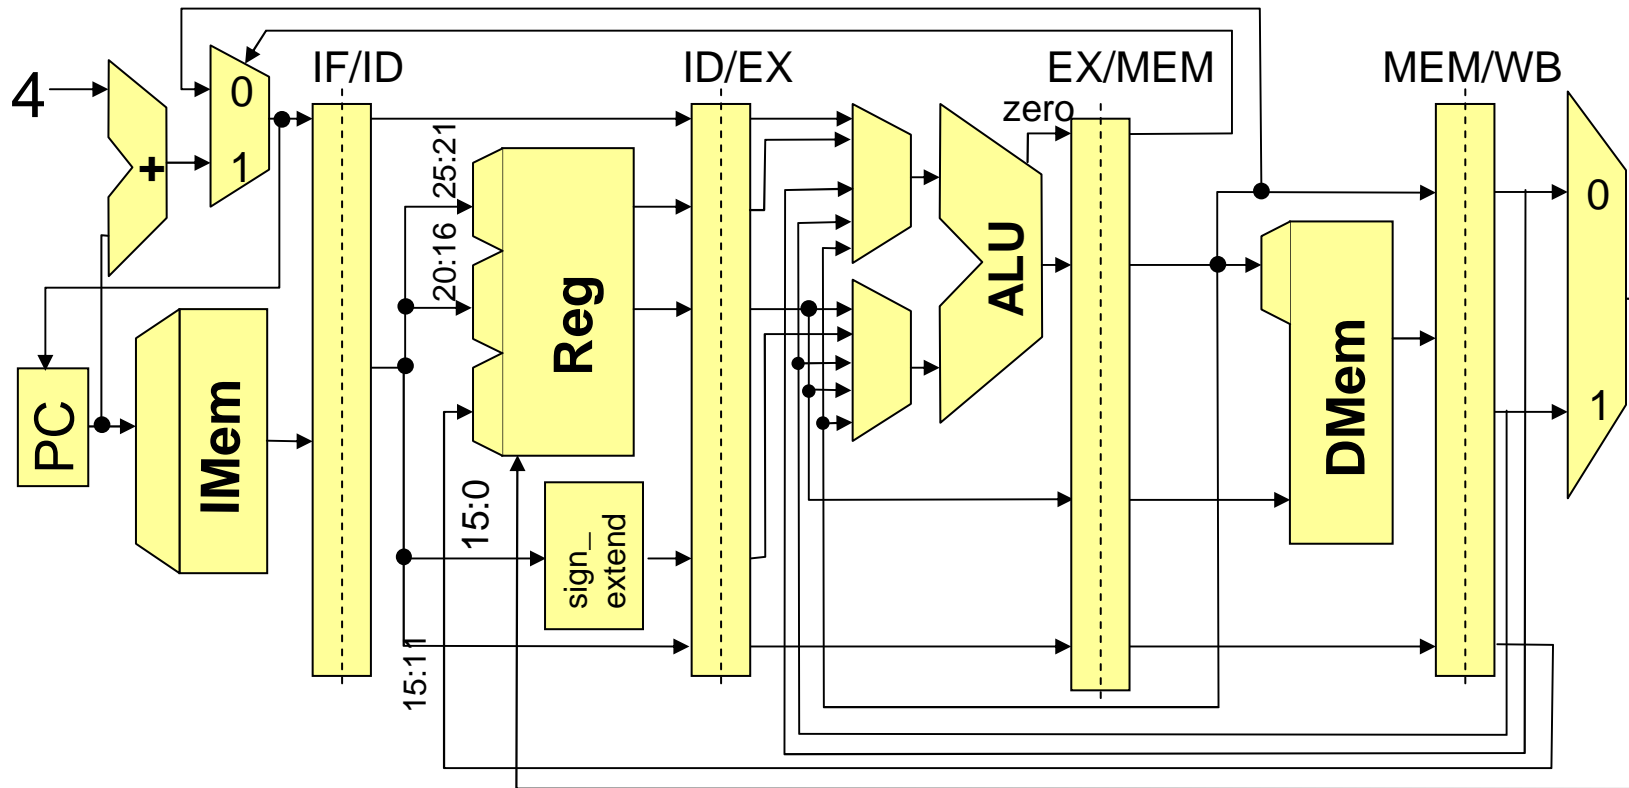 IF/ID
ID/EX
EX/MEM
MEM/WB
4
0
1
+
zero
25:21
20:16
Reg
ALU
0
1
PC
IMem
DMem
15:0
sign_
extend
15:11